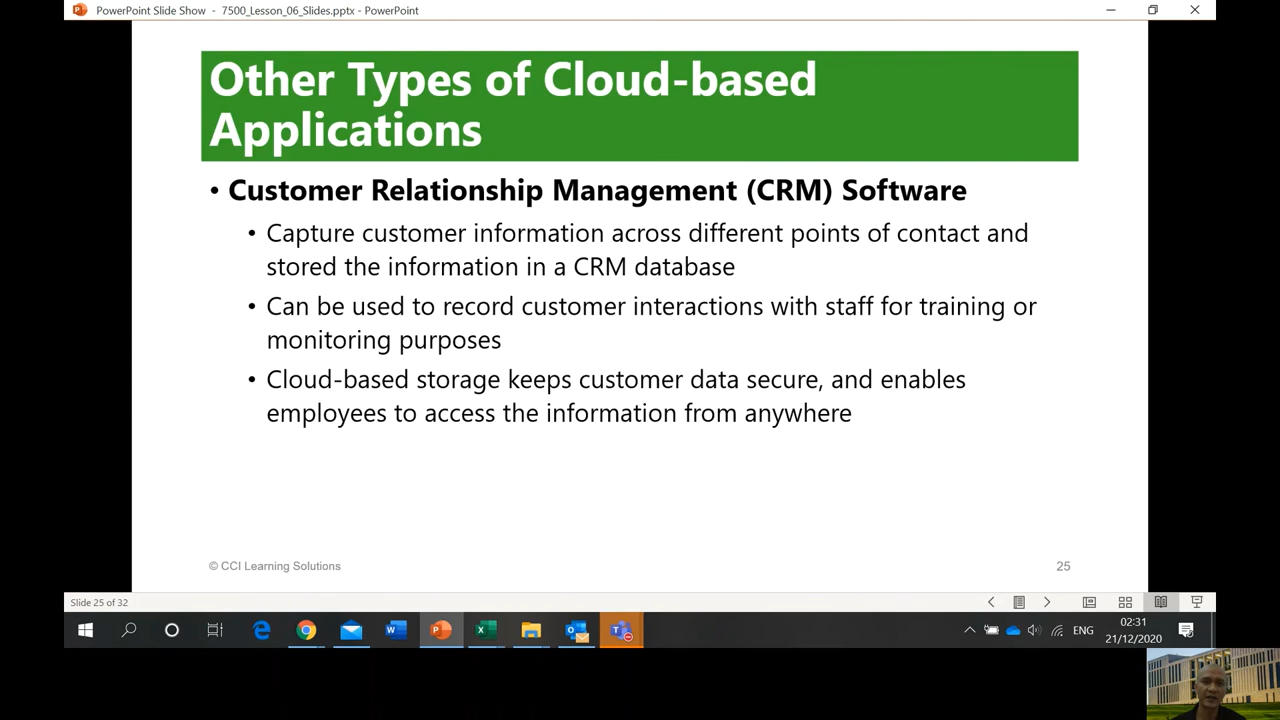 PowerPoint Slide Show - 7500_Lesson_06_Slides.pptx - PowerPoint
Other Types of Cloud-based
Applications
• Customer Relationship Management (CRM) Software
• Capture customer information across different points of contact and
stored the information in a CRM database
• Can be used to record customer interactions with staff for training or
monitoring purposes
• Cloud-based storage keeps customer data secure, and enables
employees to access the information from anywhere
© CCI Learning Solutions
25
Slide 25 of 32
ENG
02:31
21/12/2020